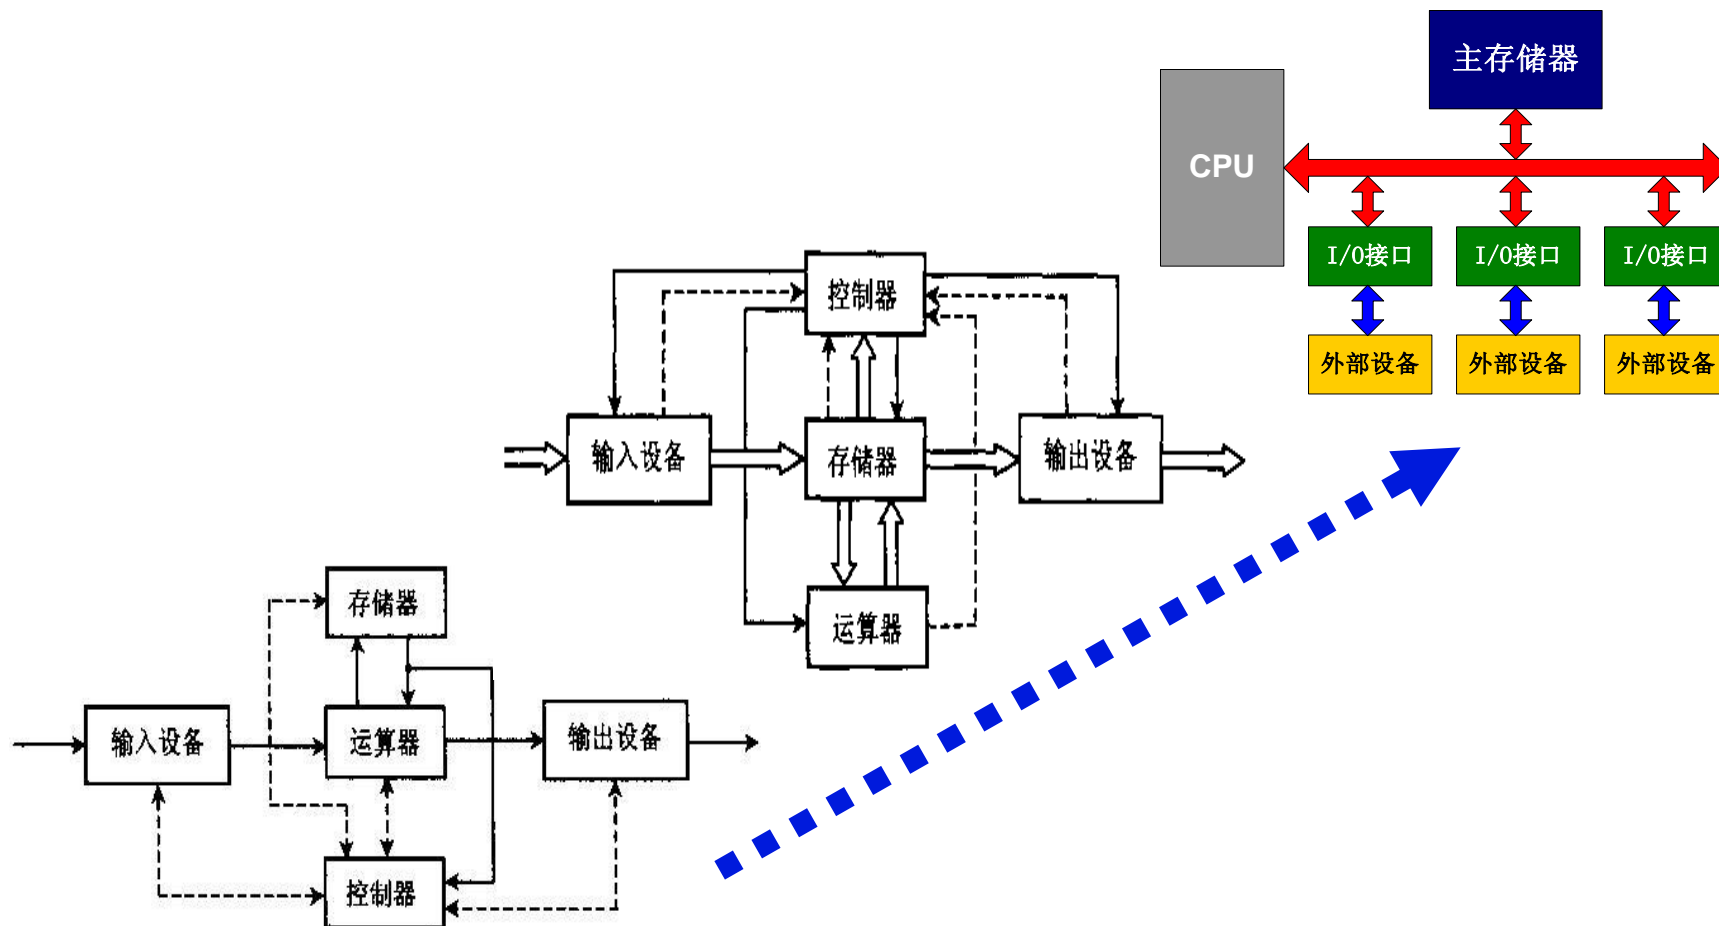 主存储器
CPU
I/O接口
I/O接口
I/O接口
外部设备
外部设备
外部设备
控制器
输入设备
存储器
输出设备
运算器
存储器
输入设备
运算器
输出设备
控制器